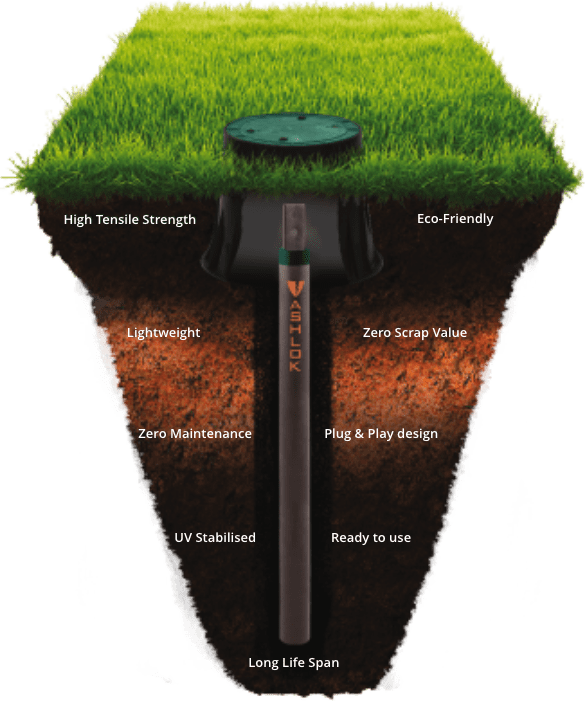 High Tensile Strength
Eco-Friendly
VASHLOK
Lightweight
Zero Scrap Value
Zero Maintenance
Plug & Play design
UV Stabilised
Ready to use
Long Life Span